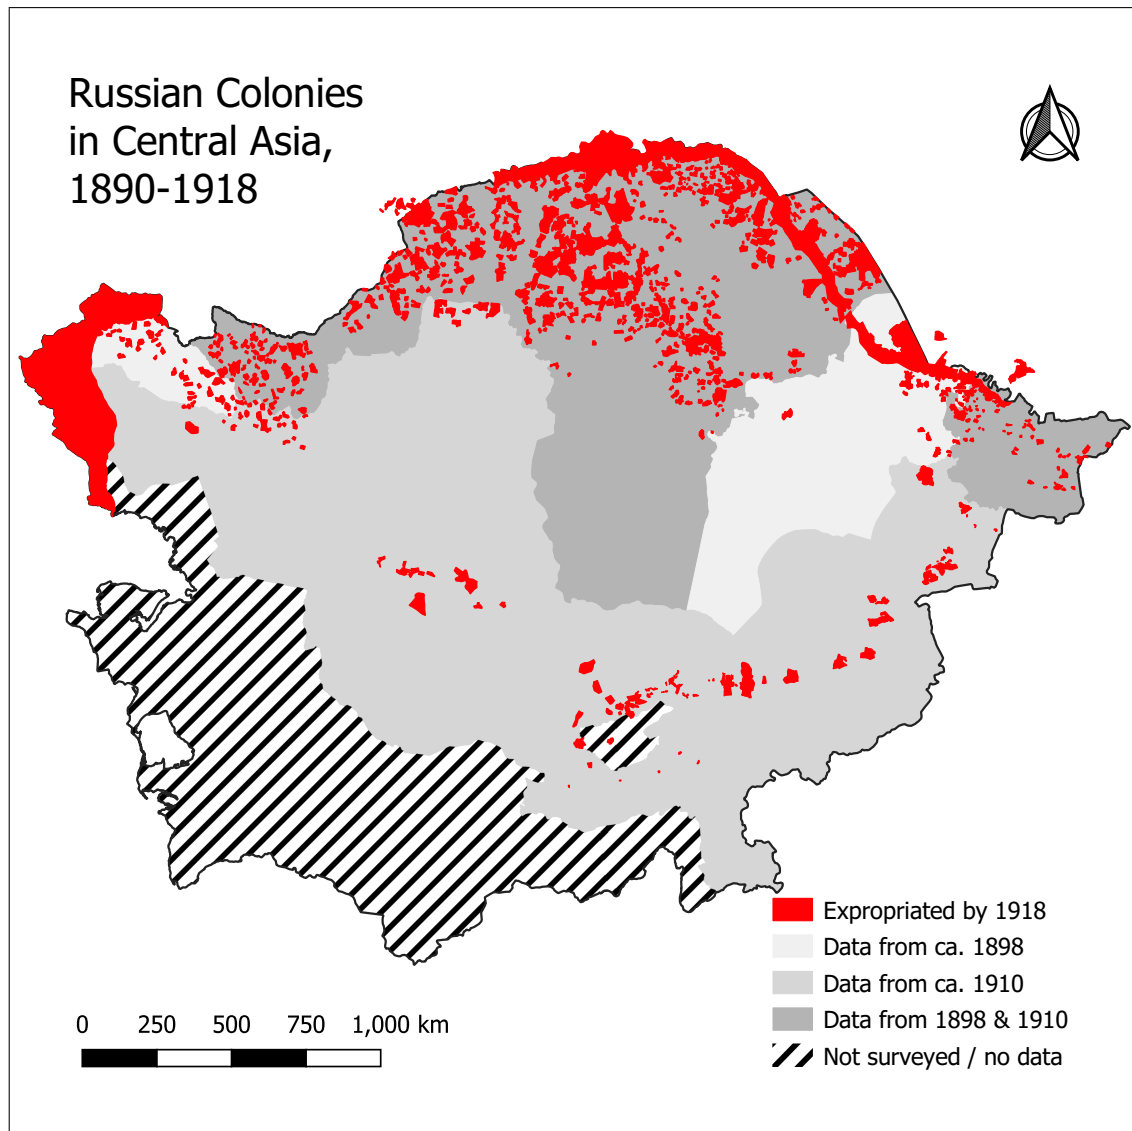 Russian Colonies
in Central Asia,
1890-1918
Expropriated by 1918
Data from ca. 1898
Data from ca. 1910
Data from 1898 & 1910
Not surveyed / no data
0 250 500 750 1,000 km